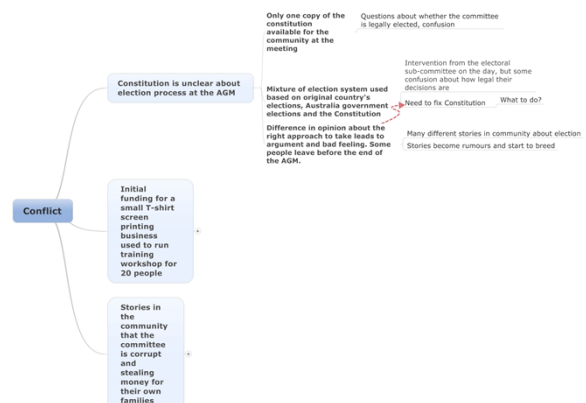 Conflict
Constitution is unclear about
election process at the AGM
Only one copy of the
constitution
available for the
community at the
meeting
Questions about whether the committee
is legally elected, confusion
Mixture of election system used
based on original country's
elections, Australia government
elections and the Constitution
Intervention from the electoral
sub-committee on the day, but some
confusion about how legal their
decisions are
Need to fix Constitution
What to do?
Difference in opinion about the
right approach to take leads to
argument and bad feeling. Some
people leave before the end of
the AGM.
Many different stories in community about election
Stories become rumours and start to breed
Initial
funding for a
small T-shirt
screen
printing
business
used to run
training
workshop for
20 people
Stories in
the
community
that the
committee
is corrupt
and
stealing
money for
their own
families